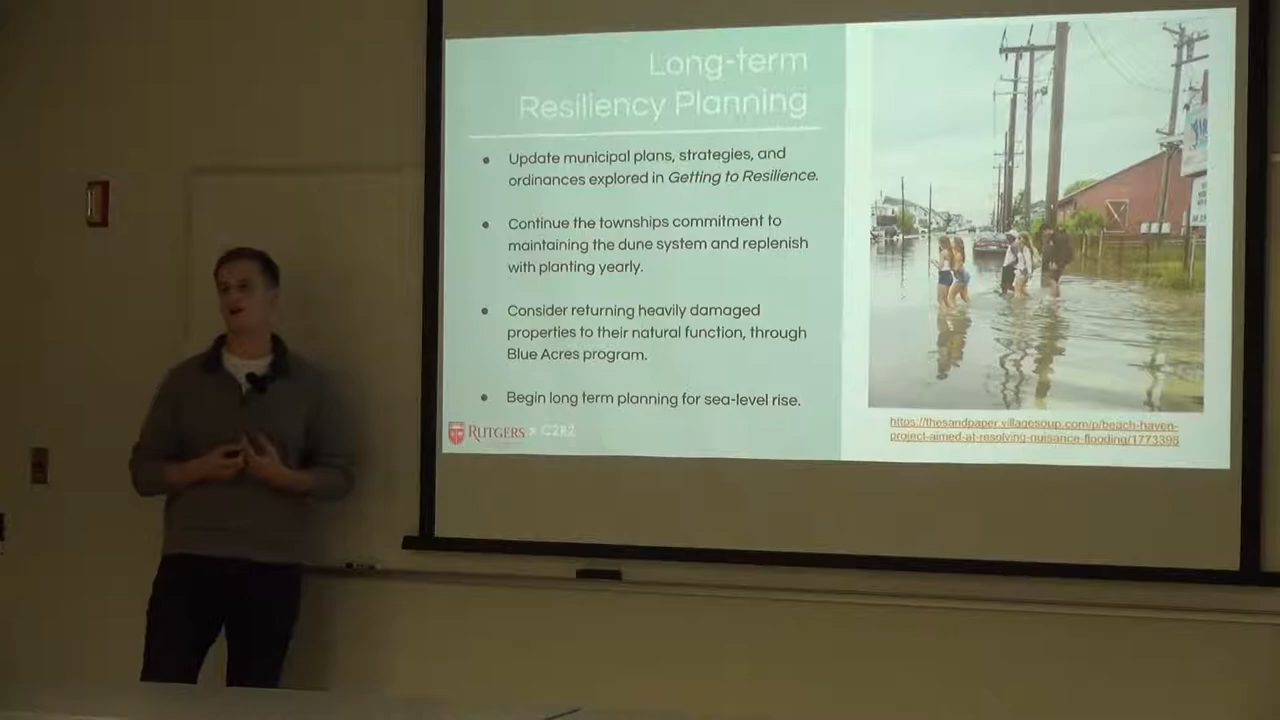 Long-term
Resiliency Planning
● Update municipal plans, strategies, and
ordinances explored in Getting to Resilience.
● Continue the townships commitment to
maintaining the dune system and replenish
with planting yearly.
● Consider returning heavily damaged
properties to their natural function, through
Blue Acres program.
● Begin long term planning for sea-level rise.
RUTGERS x C2R2
https://thesandpaper.villagesoup.com/p/beach-haven-
project-aimed-at-resolving-nuisance-flooding/1773398